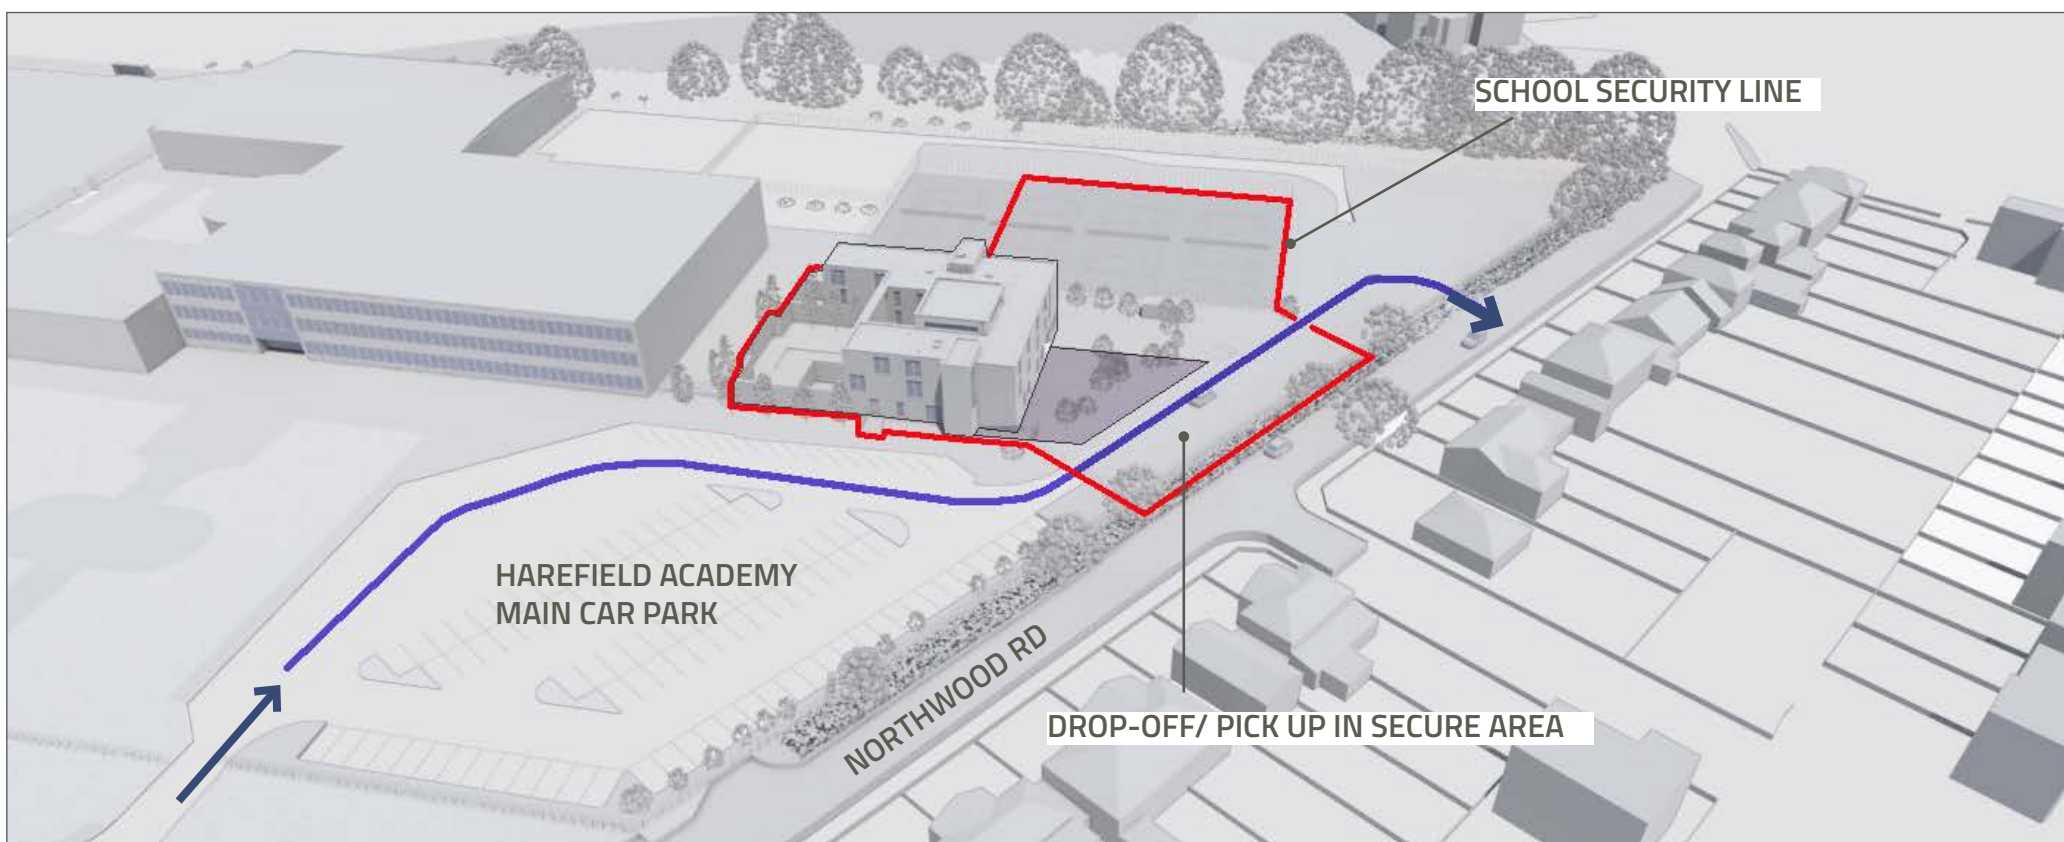 SCHOOL SECURITY LINE
HAREFIELD ACADEMY
MAIN CAR PARK
NORTHWOOD RD
DROP-OFF/ PICK UP IN SECURE AREA